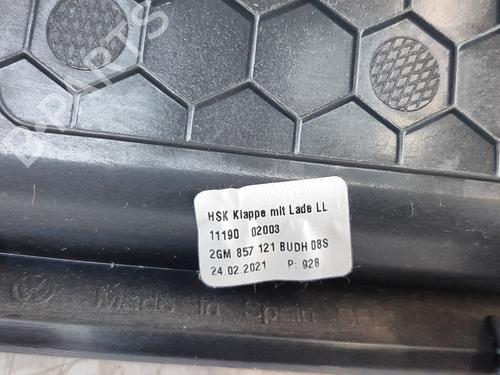 B-PARTS
HSK Klappe mit Lade LL
11190 02003
2GM 857 121 BUDH 08S
24.02.2021 P: 928
Made in Spain